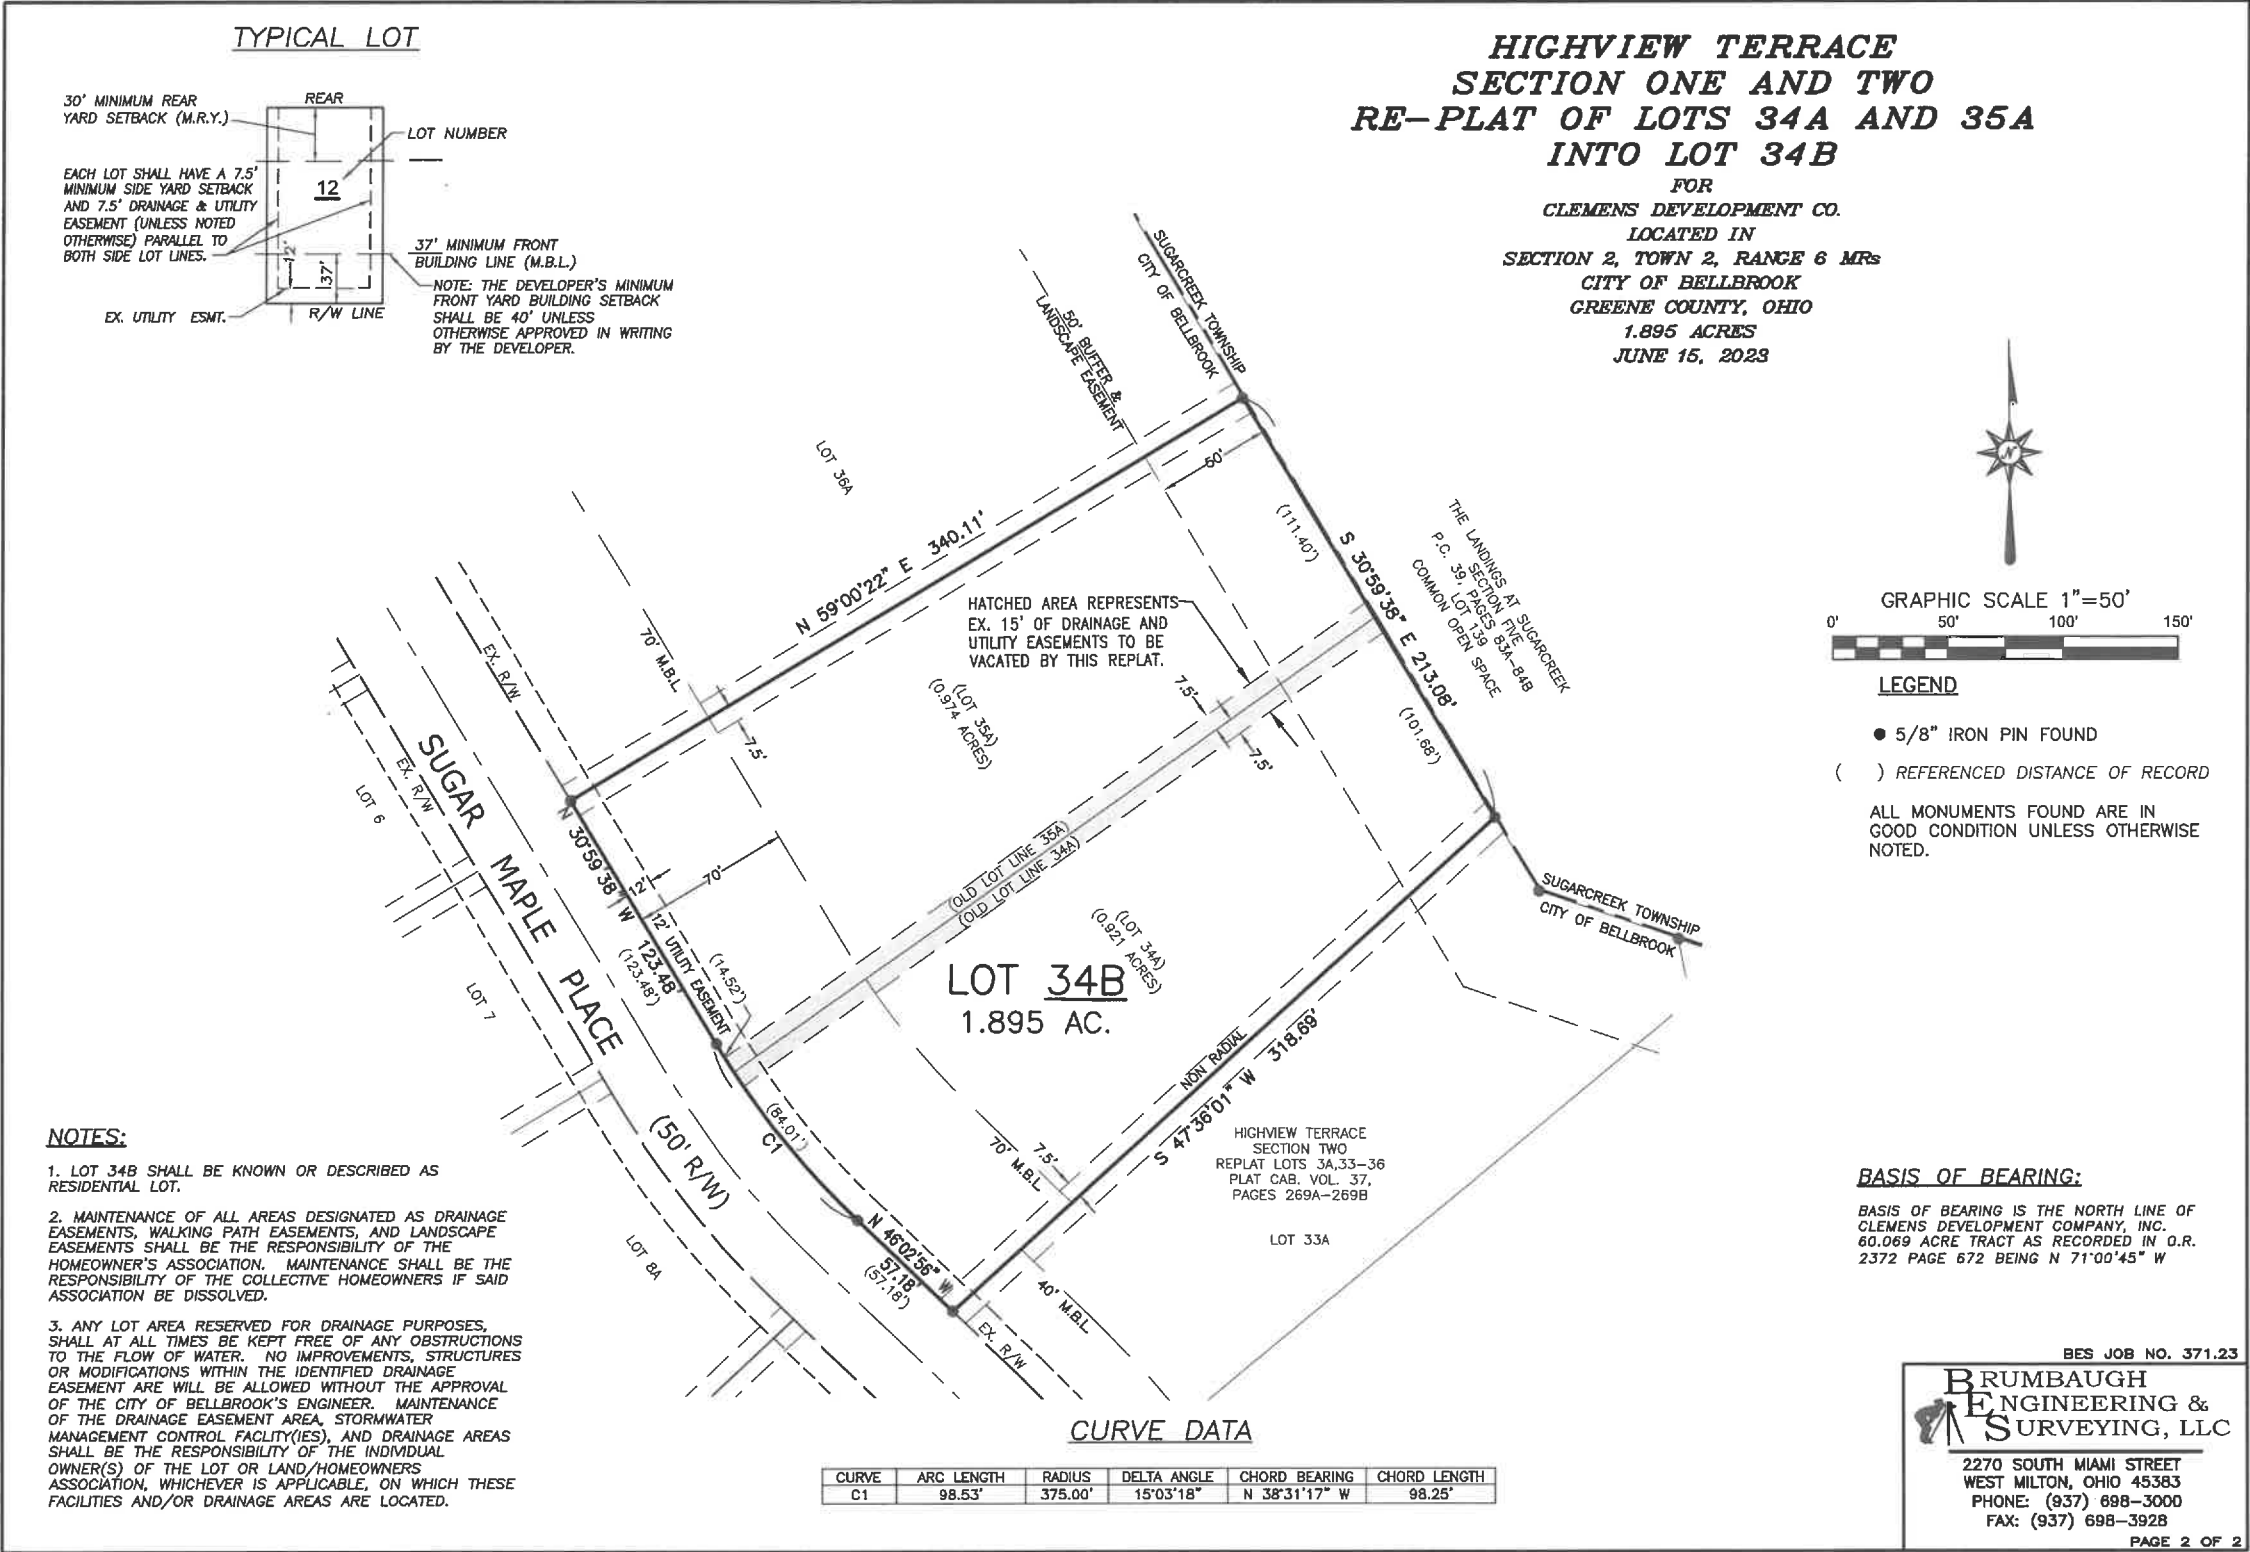 TYPICAL LOT
30' MINIMUM REAR
YARD SETBACK (M.R.Y.)
REAR
LOT NUMBER
EACH LOT SHALL HAVE A 7.5'
MINIMUM SIDE YARD SETBACK
AND 7.5' DRAINAGE & UTILITY
EASEMENT (UNLESS NOTED
OTHERWISE) PARALLEL TO
BOTH SIDE LOT LINES.
12
12'
37'
37' MINIMUM FRONT
BUILDING LINE (M.B.L.)
NOTE: THE DEVELOPER'S MINIMUM
FRONT YARD BUILDING SETBACK
SHALL BE 40' UNLESS
OTHERWISE APPROVED IN WRITING
BY THE DEVELOPER.
EX. UTILITY ESMT.
R/W LINE
HIGHVIEW TERRACE
SECTION ONE AND TWO
RE-PLAT OF LOTS 34A AND 35A
INTO LOT 34B
FOR
CLEMENS DEVELOPMENT CO.
LOCATED IN
SECTION 2, TOWN 2, RANGE 6 MRs
CITY OF BELLBROOK
GREENE COUNTY, OHIO
1.895 ACRES
JUNE 15, 2023
SUGARCREEK TOWNSHIP
CITY OF BELLBROOK
50' BUFFER &
LANDSCAPE EASEMENT
LOT 36A
50'
(111.40')
N 59°00'22" E 340.11'
S 30°59'38" E 213.08'
(101.68')
THE LANDINGS AT SUGARCREEK
SECTION FIVE
P.C. 39, PAGES 83A-84B
LOT 139
COMMON OPEN SPACE
HATCHED AREA REPRESENTS
EX. 15' OF DRAINAGE AND
UTILITY EASEMENTS TO BE
VACATED BY THIS REPLAT.
70' M.B.L
7.5'
(LOT 35A)
(0.974 ACRES)
7.5'
7.5'
EX. R/W
EX. R/W
SUGAR MAPLE PLACE
(50' R/W)
LOT 6
LOT 7
LOT 8A
N 30°59'38" W
123.48'
(123.48')
12'
70'
12' UTILITY EASEMENT
(14.52')
(OLD LOT LINE 35A)
(OLD LOT LINE 34A)
(LOT 34A)
(0.921 ACRES)
LOT 34B
1.895 AC.
SUGARCREEK TOWNSHIP
CITY OF BELLBROOK
(84.01')
C1
NON RADIAL
S 47°36'01" W 318.69'
70' M.B.L
7.5'
N 46°02'56" W
57.18'
(57.18')
EX. R/W
40' M.B.L
HIGHVIEW TERRACE
SECTION TWO
REPLAT LOTS 3A,33-36
PLAT CAB. VOL. 37,
PAGES 269A-269B
LOT 33A
N
GRAPHIC SCALE 1"=50'
0' 50' 100' 150'
LEGEND
5/8" IRON PIN FOUND
( ) REFERENCED DISTANCE OF RECORD
ALL MONUMENTS FOUND ARE IN
GOOD CONDITION UNLESS OTHERWISE
NOTED.
NOTES:
1. LOT 34B SHALL BE KNOWN OR DESCRIBED AS
RESIDENTIAL LOT.
2. MAINTENANCE OF ALL AREAS DESIGNATED AS DRAINAGE
EASEMENTS, WALKING PATH EASEMENTS, AND LANDSCAPE
EASEMENTS SHALL BE THE RESPONSIBILITY OF THE
HOMEOWNER'S ASSOCIATION. MAINTENANCE SHALL BE THE
RESPONSIBILITY OF THE COLLECTIVE HOMEOWNERS IF SAID
ASSOCIATION BE DISSOLVED.
3. ANY LOT AREA RESERVED FOR DRAINAGE PURPOSES,
SHALL AT ALL TIMES BE KEPT FREE OF ANY OBSTRUCTIONS
TO THE FLOW OF WATER. NO IMPROVEMENTS, STRUCTURES
OR MODIFICATIONS WITHIN THE IDENTIFIED DRAINAGE
EASEMENT ARE WILL BE ALLOWED WITHOUT THE APPROVAL
OF THE CITY OF BELLBROOK'S ENGINEER. MAINTENANCE
OF THE DRAINAGE EASEMENT AREA, STORMWATER
MANAGEMENT CONTROL FACLITY(IES), AND DRAINAGE AREAS
SHALL BE THE RESPONSIBILITY OF THE INDIVIDUAL
OWNER(S) OF THE LOT OR LAND/HOMEOWNERS
ASSOCIATION, WHICHEVER IS APPLICABLE, ON WHICH THESE
FACILITIES AND/OR DRAINAGE AREAS ARE LOCATED.
CURVE DATA
CURVE ARC LENGTH RADIUS DELTA ANGLE CHORD BEARING CHORD LENGTH
C1 98.53' 375.00' 15°03'18" N 38°31'17" W 98.25'
BASIS OF BEARING:
BASIS OF BEARING IS THE NORTH LINE OF
CLEMENS DEVELOPMENT COMPANY, INC.
60.069 ACRE TRACT AS RECORDED IN O.R.
2372 PAGE 672 BEING N 71°00'45" W
BES JOB NO. 371.23
BRUMBAUGH
ENGINEERING &
SURVEYING, LLC
2270 SOUTH MIAMI STREET
WEST MILTON, OHIO 45383
PHONE: (937) 698-3000
FAX: (937) 698-3928
PAGE 2 OF 2